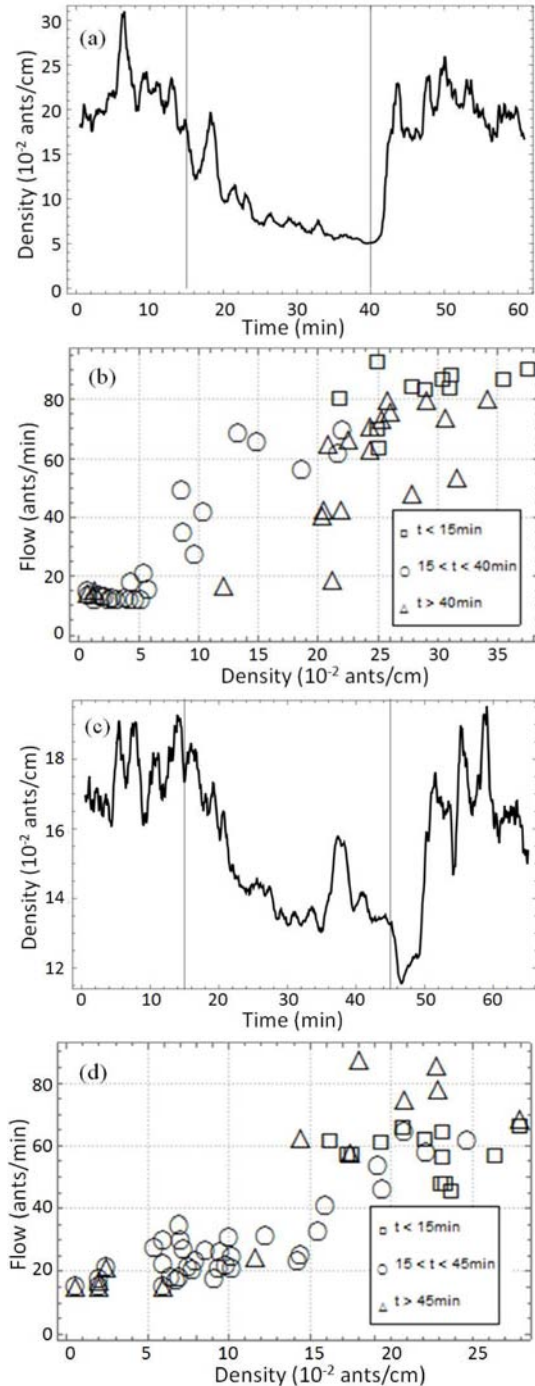 (a)
30
25
20
15
10
5
0
Density (10⁻² ants/cm)
0 10 20 30 40 50 60
Time (min)
(b)
80
60
40
20
0
Flow (ants/min)
0 5 10 15 20 25 30 35
Density (10⁻² ants/cm)
t < 15min
15 < t < 40min
t > 40min
(c)
18
16
14
12
Density (10⁻² ants/cm)
0 10 20 30 40 50 60
Time (min)
(d)
80
60
40
20
0
Flow (ants/min)
0 5 10 15 20 25
Density (10⁻² ants/cm)
t < 15min
15 < t < 45min
t > 45min